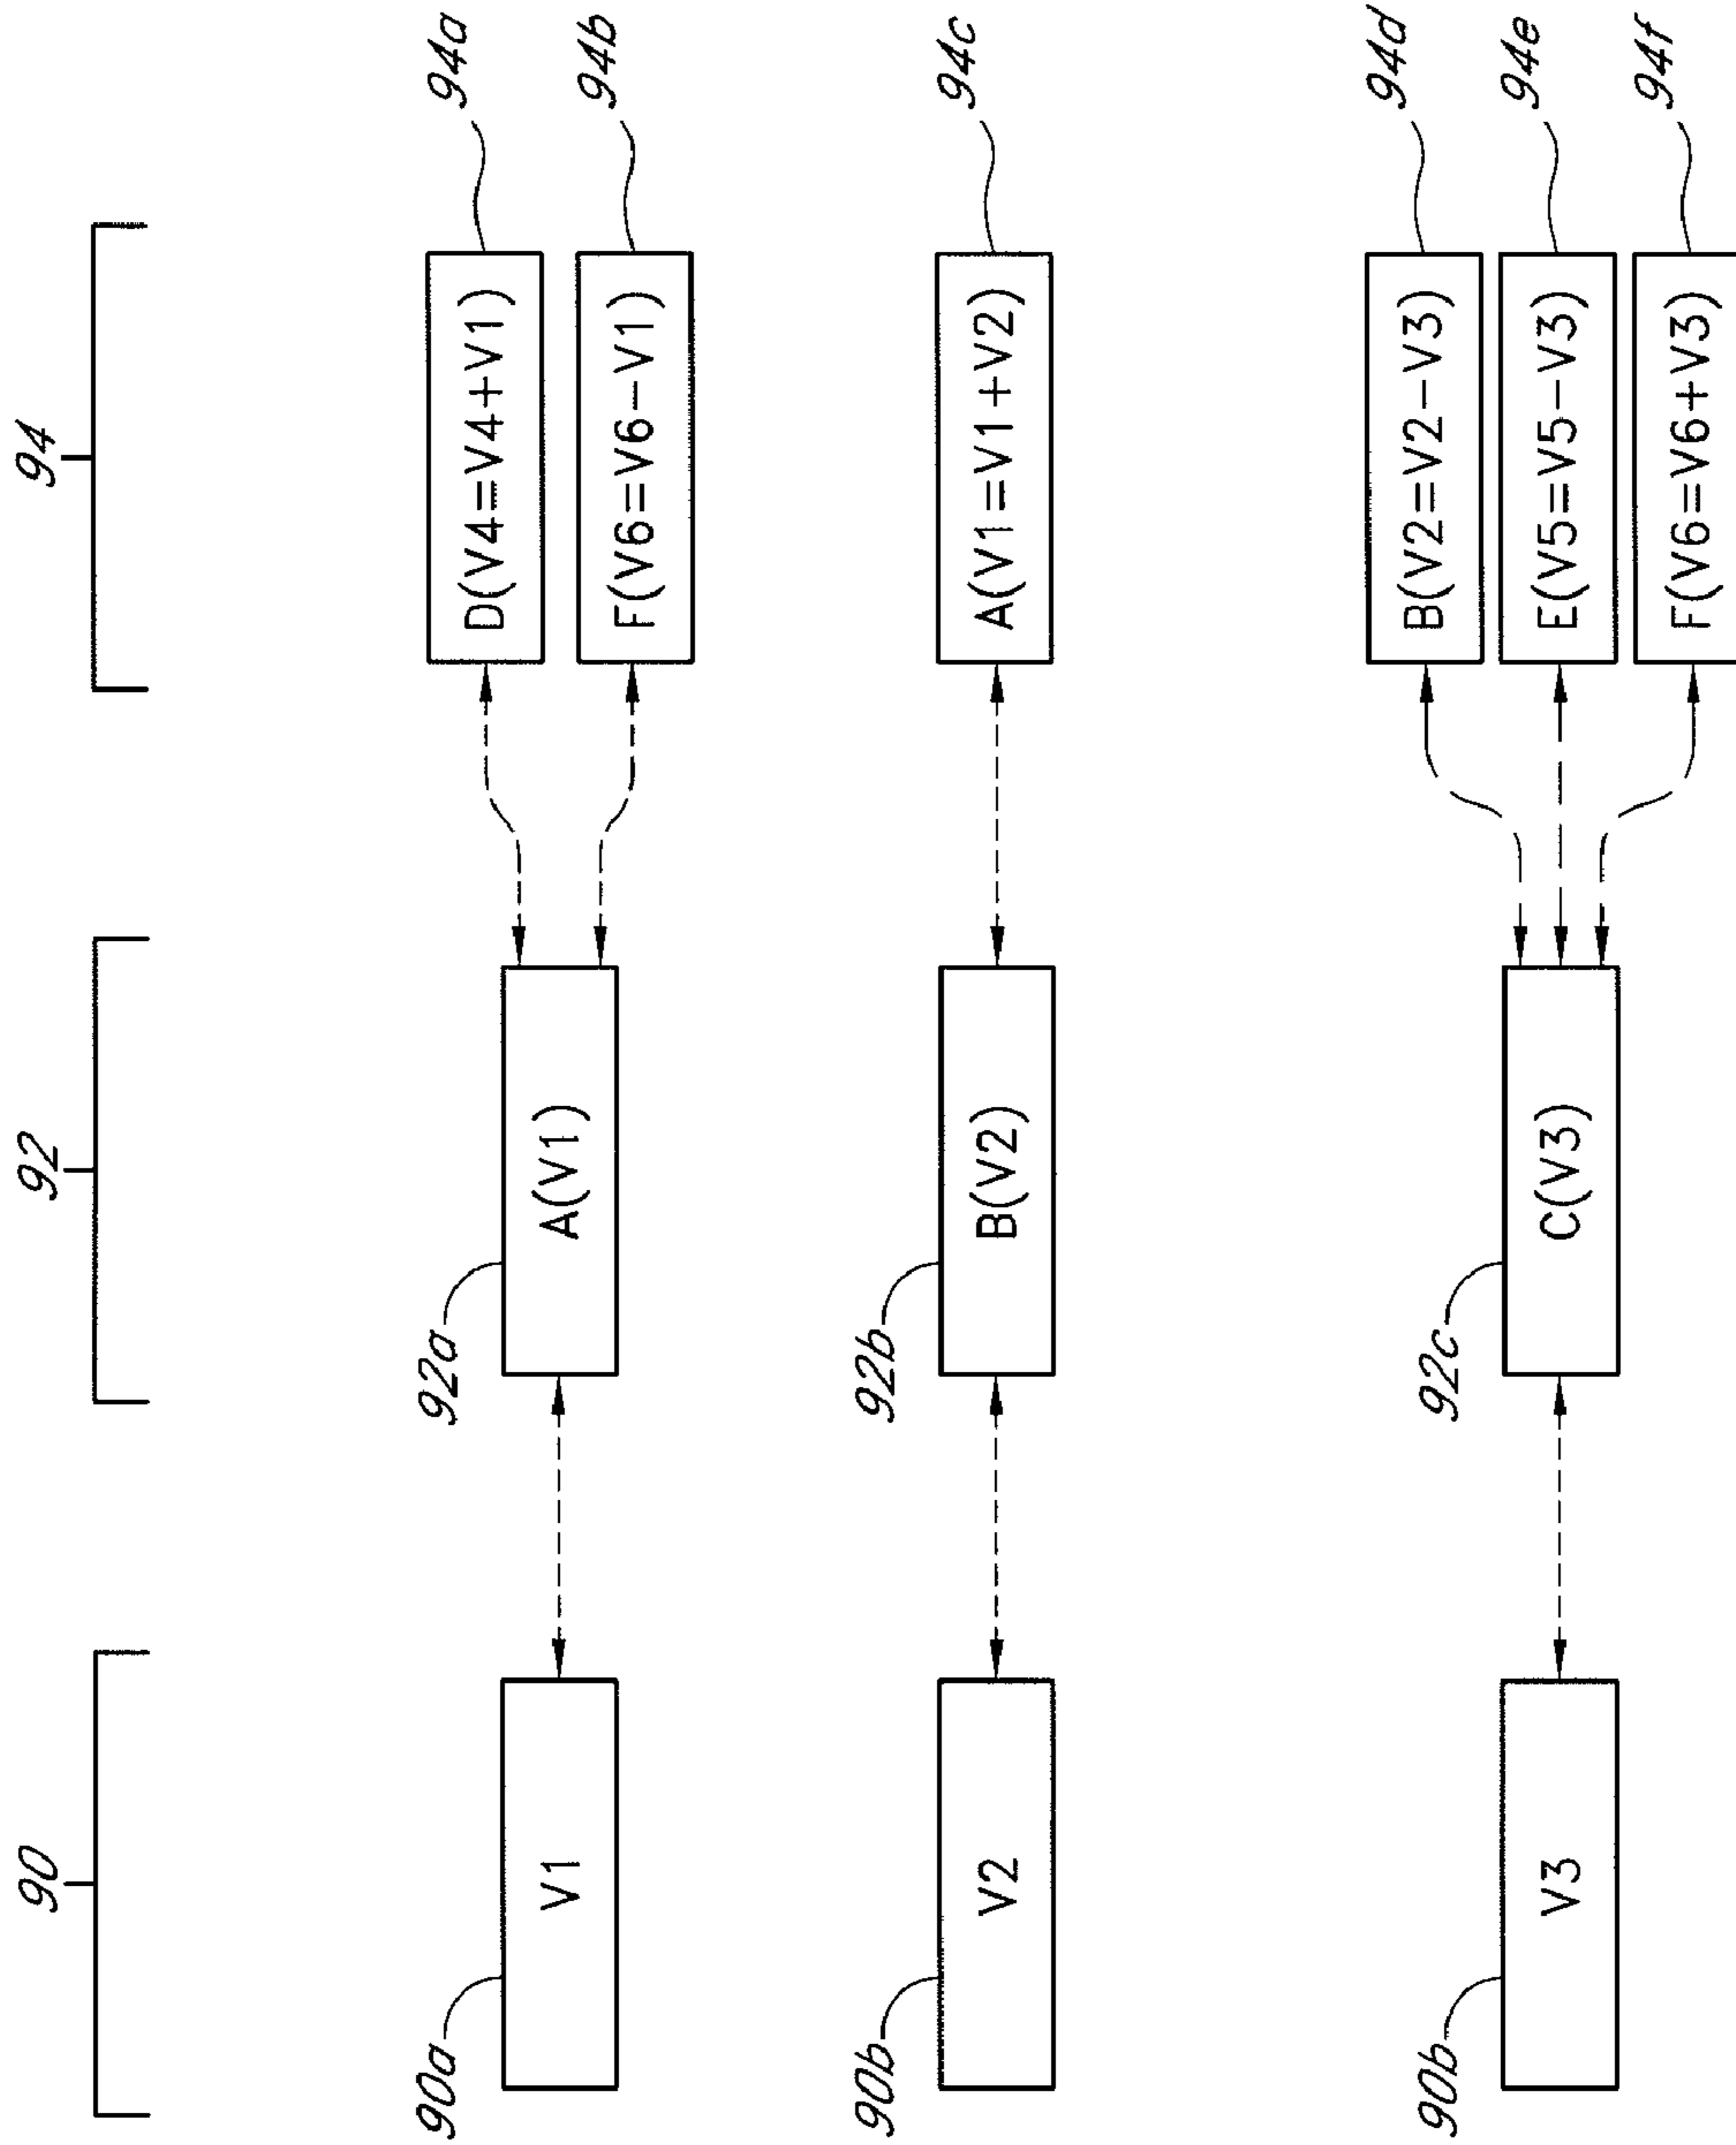 90
92
94
90a
V1
92a
A(V1)
D(V4=V4+V1)
94a
F(V6=V6-V1)
94b
90b
V2
92b
B(V2)
A(V1=V1+V2)
94c
90b
V3
92c
C(V3)
B(V2=V2-V3)
94d
E(V5=V5-V3)
94e
F(V6=V6+V3)
94f